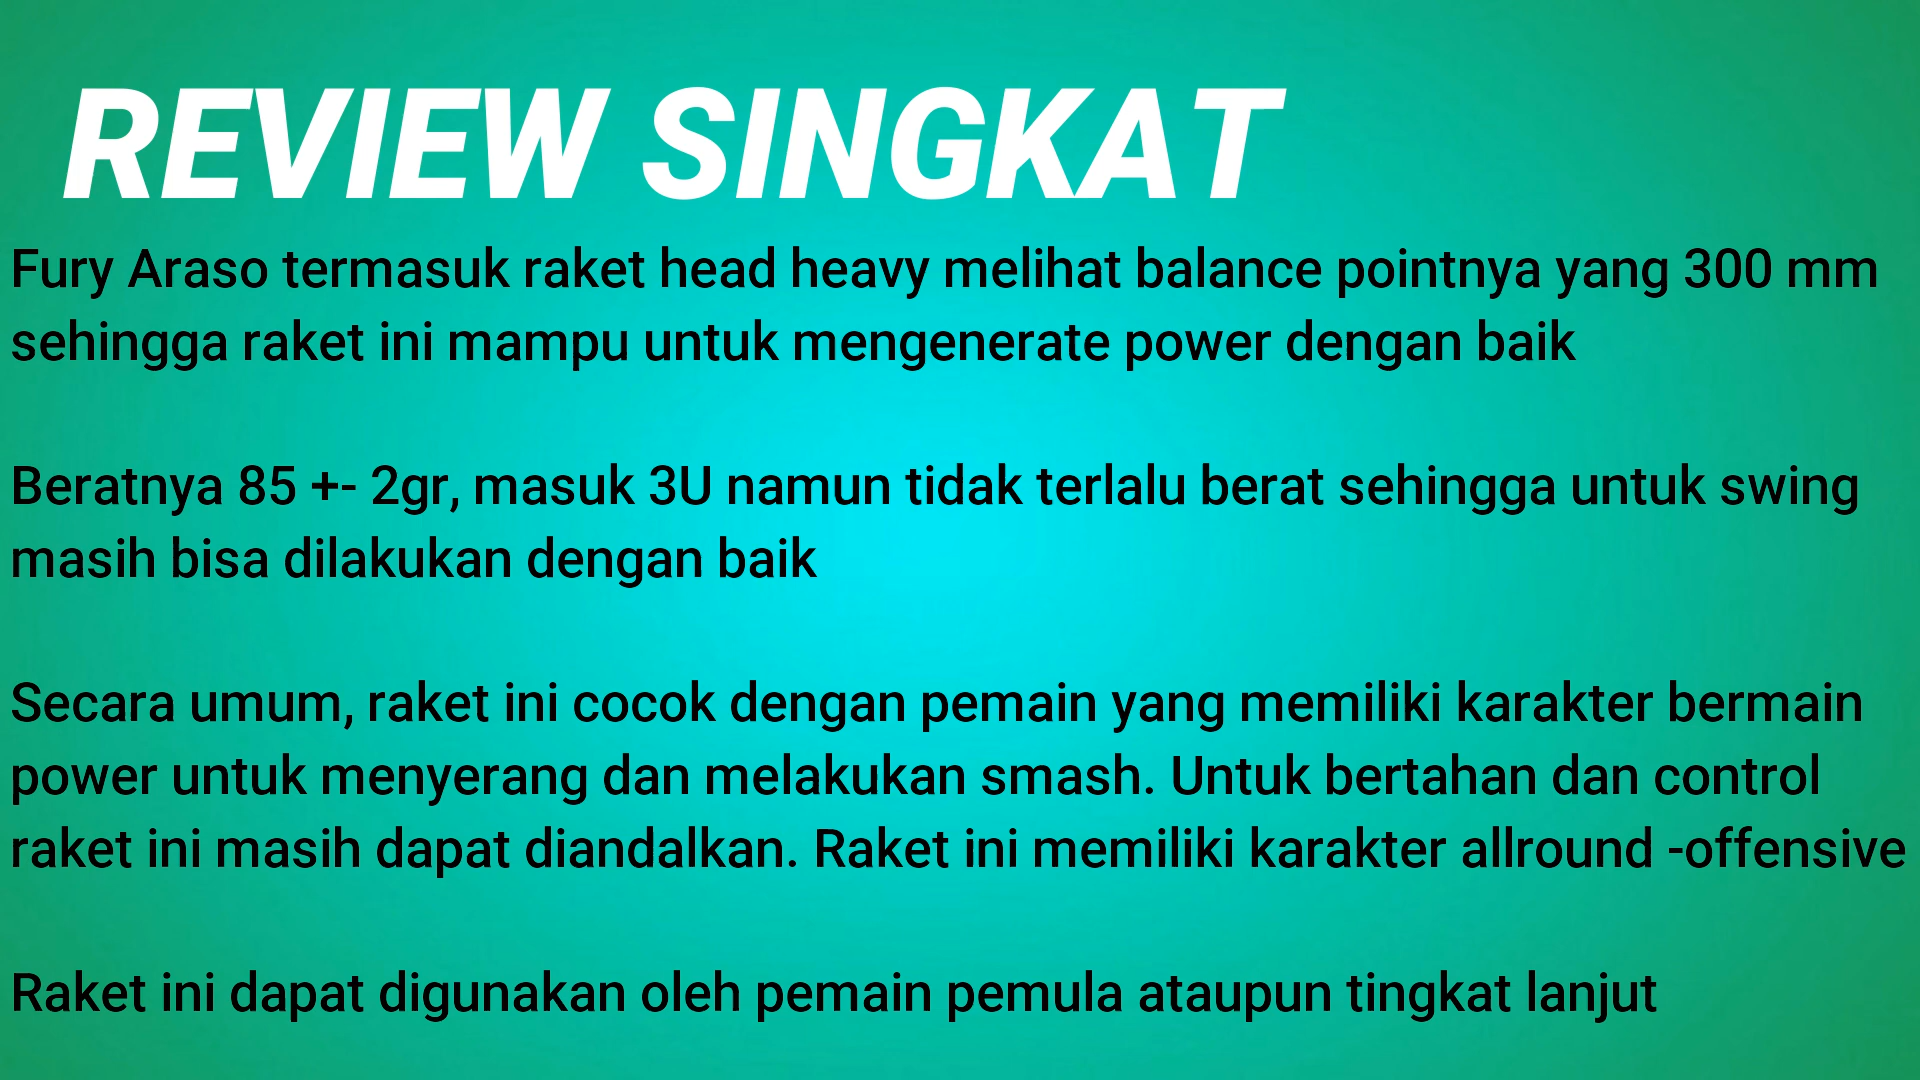 REVIEW SINGKAT
Fury Araso termasuk raket head heavy melihat balance pointnya yang 300 mm
sehingga raket ini mampu untuk mengenerate power dengan baik
Beratnya 85 +- 2gr, masuk 3U namun tidak terlalu berat sehingga untuk swing
masih bisa dilakukan dengan baik
Secara umum, raket ini cocok dengan pemain yang memiliki karakter bermain
power untuk menyerang dan melakukan smash. Untuk bertahan dan control
raket ini masih dapat diandalkan. Raket ini memiliki karakter allround -offensive
Raket ini dapat digunakan oleh pemain pemula ataupun tingkat lanjut